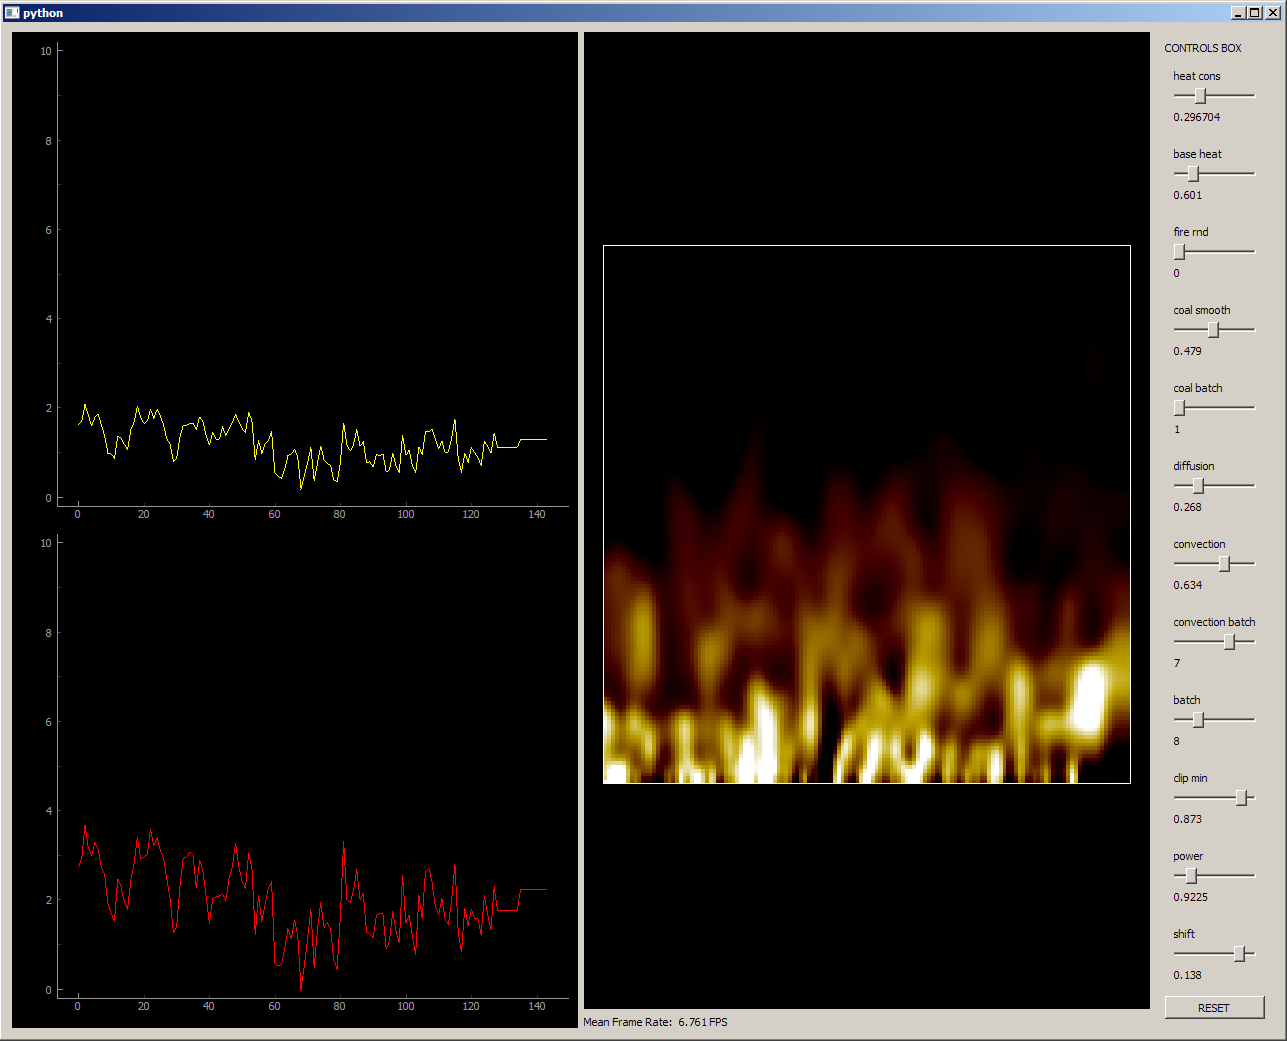 python
10
8
6
4
2
0
0 20 40 60 80 100 120 140
10
8
6
4
2
0
0 20 40 60 80 100 120 140
Mean Frame Rate: 6.761 FPS
CONTROLS BOX
heat cons
0.296704
base heat
0.601
fire rnd
0
coal smooth
0.479
coal batch
1
diffusion
0.268
convection
0.634
convection batch
7
batch
8
clip min
0.873
power
0.9225
shift
0.138
RESET